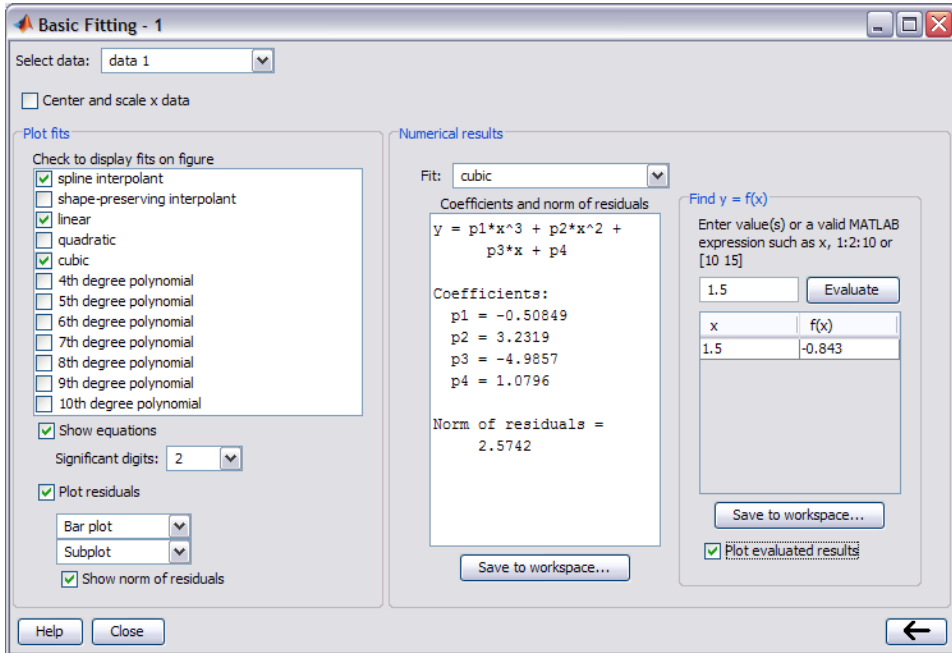 Basic Fitting - 1
Select data: data 1
Center and scale x data
Plot fits
Check to display fits on figure
spline interpolant
shape-preserving interpolant
linear
quadratic
cubic
4th degree polynomial
5th degree polynomial
6th degree polynomial
7th degree polynomial
8th degree polynomial
9th degree polynomial
10th degree polynomial
Show equations
Significant digits: 2
Plot residuals
Bar plot
Subplot
Show norm of residuals
Numerical results
Fit: cubic
Coefficients and norm of residuals
y = p1*x^3 + p2*x^2 +
p3*x + p4
Coefficients:
p1 = -0.50849
p2 = 3.2319
p3 = -4.9857
p4 = 1.0796
Norm of residuals =
2.5742
Save to workspace...
Find y = f(x)
Enter value(s) or a valid MATLAB
expression such as x, 1:2:10 or
[10 15]
1.5 Evaluate
x f(x)
1.5 -0.843
Save to workspace...
Plot evaluated results
Help Close